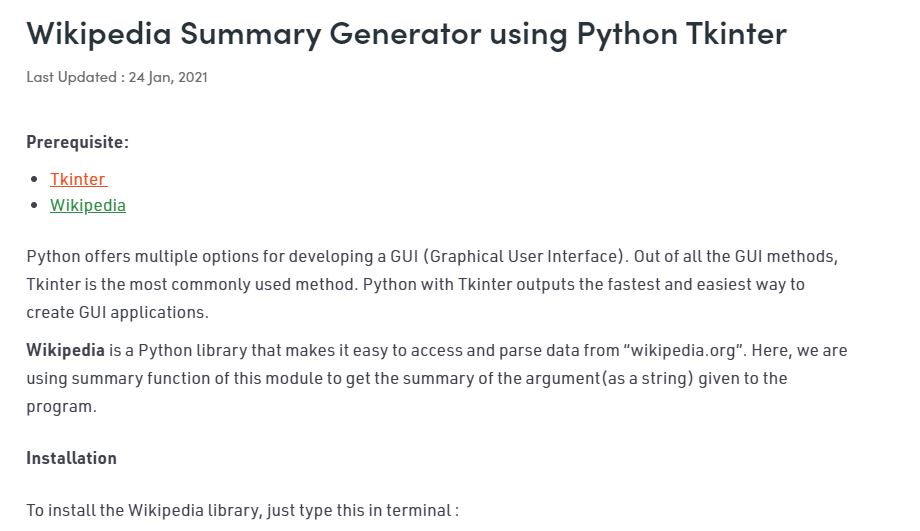 Wikipedia Summary Generator using Python Tkinter
Last Updated : 24 Jan, 2021
Prerequisite:
Tkinter
Wikipedia
Python offers multiple options for developing a GUI (Graphical User Interface). Out of all the GUI methods,
Tkinter is the most commonly used method. Python with Tkinter outputs the fastest and easiest way to
create GUI applications.
Wikipedia is a Python library that makes it easy to access and parse data from “wikipedia.org”. Here, we are
using summary function of this module to get the summary of the argument(as a string) given to the
program.
Installation
To install the Wikipedia library, just type this in terminal :